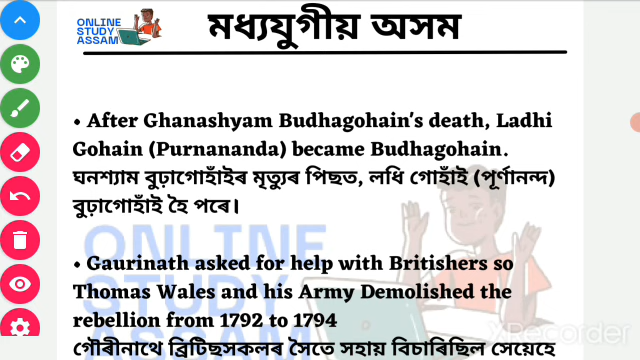 ONLINE
STUDY
ASSAM
মধ্যযুগীয় অসম
• After Ghanashyam Budhagohain's death, Ladhi
Gohain (Purnananda) became Budhagohain.
ঘনশ্যাম বুঢ়াগোহাঁইৰ মৃত্যুৰ পিছত, লধি গোহাঁই (পূৰ্ণানন্দ)
বুঢ়াগোহাঁই হৈ পৰে।
• Gaurinath asked for help with Britishers so
Thomas Wales and his Army Demolished the
rebellion from 1792 to 1794
গৌৰীনাথে ব্ৰিটিছসকলৰ সৈতে সহায় বিচাৰিছিল সেয়েহে
ONLINE
STUDY
ASSAM
XRecorder